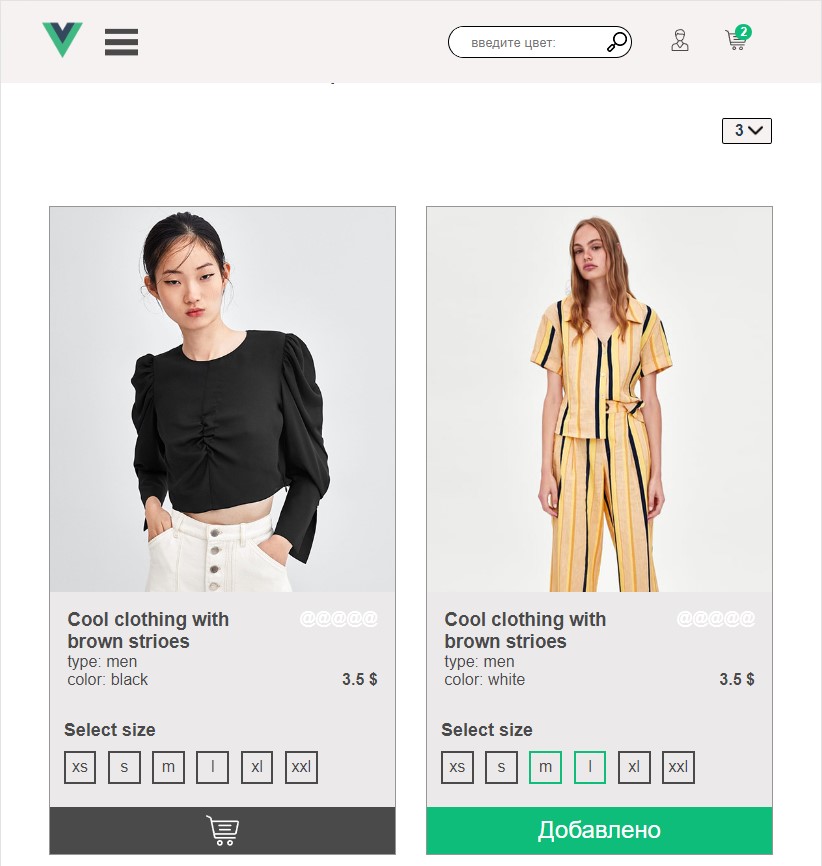 введите цвет:
2
3
Cool clothing with
brown strioes
@@@@@
type: men
color: black
3.5 $
Select size
xs s m l xl xxl
Cool clothing with
brown strioes
@@@@@
type: men
color: white
3.5 $
Select size
xs s m l xl xxl
Добавлено